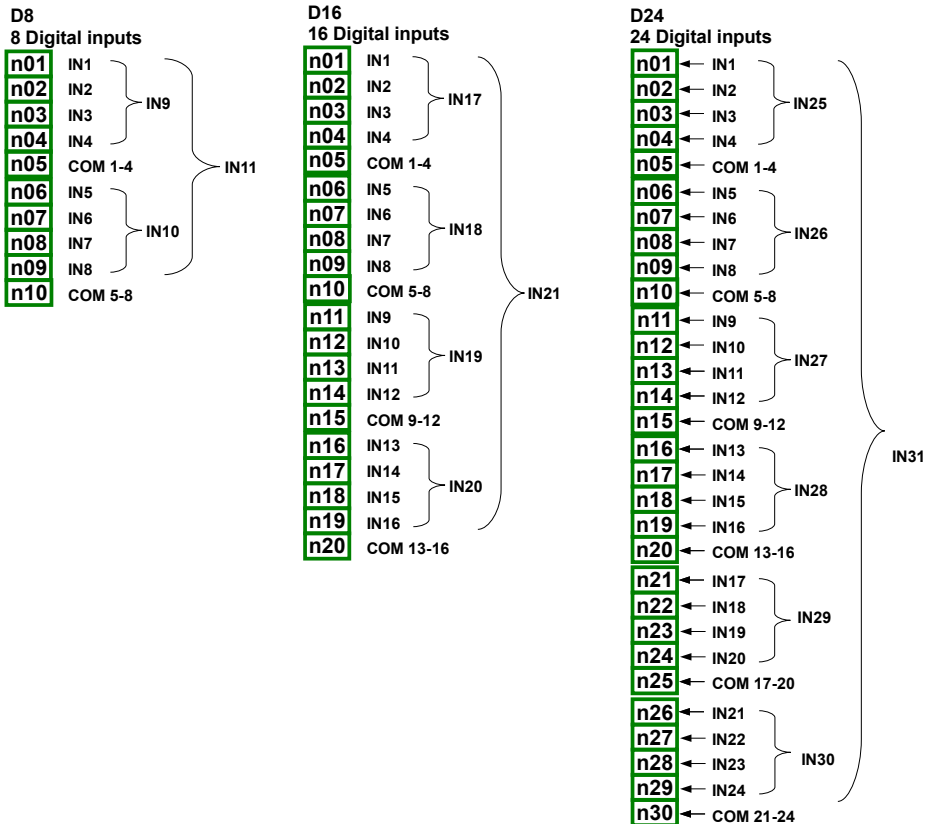 D8
8 Digital inputs
n01 IN1
n02 IN2
n03 IN3
n04 IN4
IN9
n05 COM 1-4
n06 IN5
n07 IN6
n08 IN7
n09 IN8
IN10
n10 COM 5-8
IN11
D16
16 Digital inputs
n01 IN1
n02 IN2
n03 IN3
n04 IN4
IN17
n05 COM 1-4
n06 IN5
n07 IN6
n08 IN7
n09 IN8
IN18
n10 COM 5-8
n11 IN9
n12 IN10
n13 IN11
n14 IN12
IN19
n15 COM 9-12
n16 IN13
n17 IN14
n18 IN15
n19 IN16
IN20
n20 COM 13-16
IN21
D24
24 Digital inputs
n01 IN1
n02 IN2
n03 IN3
n04 IN4
IN25
n05 COM 1-4
n06 IN5
n07 IN6
n08 IN7
n09 IN8
IN26
n10 COM 5-8
n11 IN9
n12 IN10
n13 IN11
n14 IN12
IN27
n15 COM 9-12
n16 IN13
n17 IN14
n18 IN15
n19 IN16
IN28
n20 COM 13-16
n21 IN17
n22 IN18
n23 IN19
n24 IN20
IN29
n25 COM 17-20
n26 IN21
n27 IN22
n28 IN23
n29 IN24
IN30
n30 COM 21-24
IN31